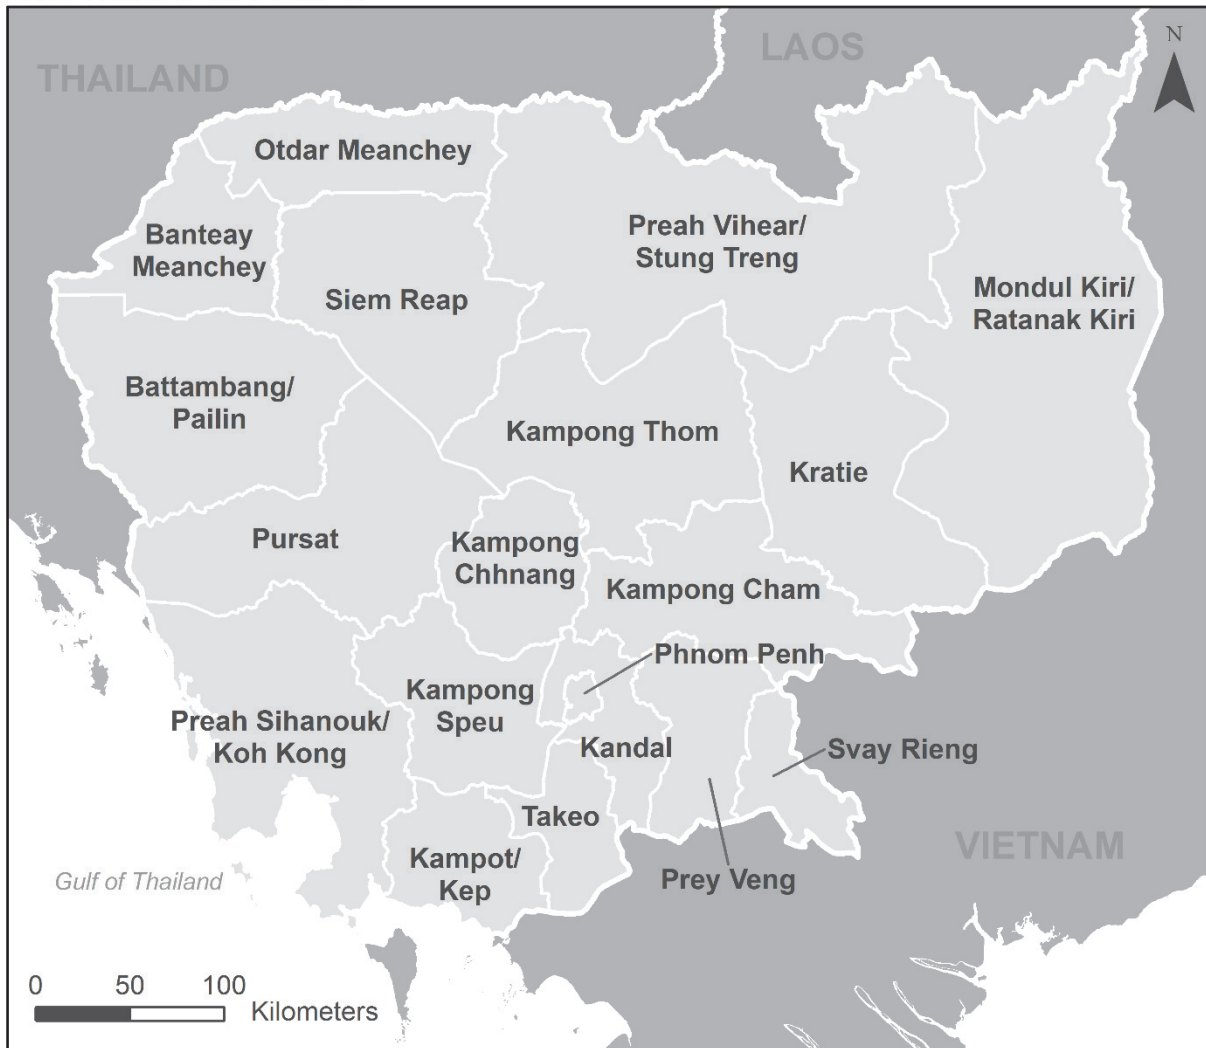 THAILAND
LAOS
N
Otdar Meanchey
Banteay
Meanchey
Siem Reap
Preah Vihear/
Stung Treng
Mondul Kiri/
Ratanak Kiri
Battambang/
Pailin
Kampong Thom
Kratie
Pursat
Kampong
Chhnang
Kampong Cham
Phnom Penh
Kampong
Speu
Preah Sihanouk/
Koh Kong
Kandal
Svay Rieng
Takeo
VIETNAM
Kampot/
Kep
Prey Veng
Gulf of Thailand
0 50 100
Kilometers